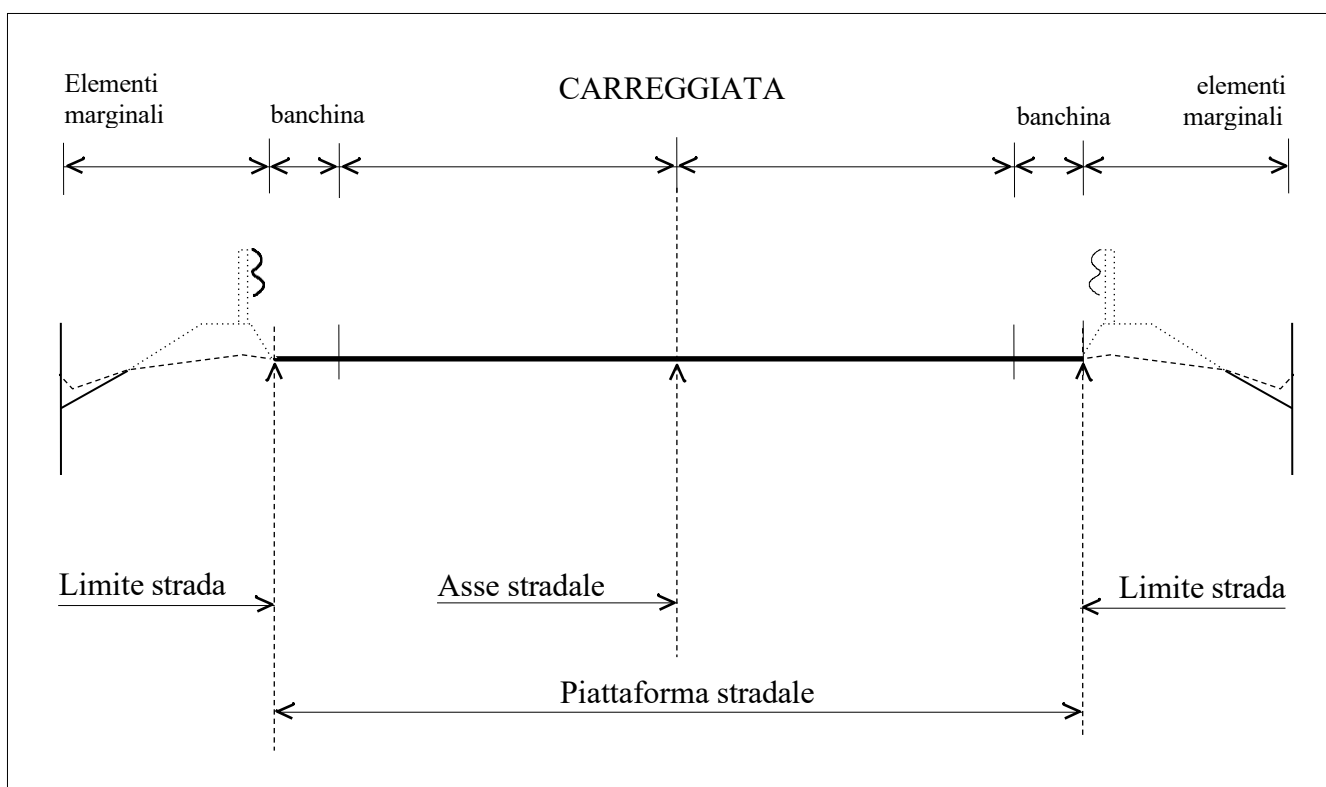 Elementi
marginali
banchina
CARREGGIATA
banchina
elementi
marginali
Limite strada
Asse stradale
Limite strada
Piattaforma stradale